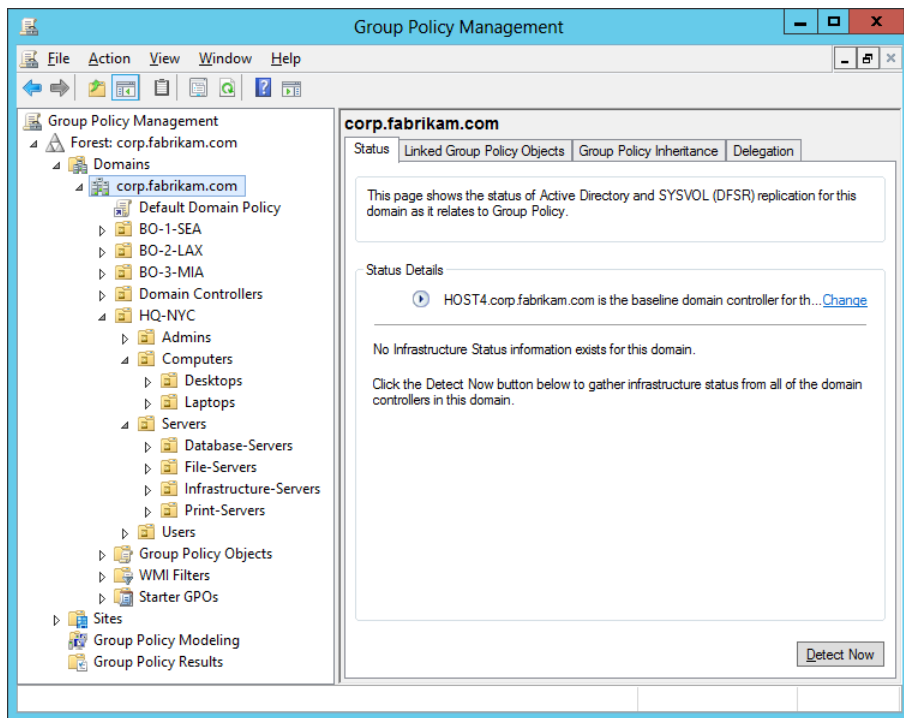 Group Policy Management
File Action View Window Help
Group Policy Management
Forest: corp.fabrikam.com
Domains
corp.fabrikam.com
Default Domain Policy
BO-1-SEA
BO-2-LAX
BO-3-MIA
Domain Controllers
HQ-NYC
Admins
Computers
Desktops
Laptops
Servers
Database-Servers
File-Servers
Infrastructure-Servers
Print-Servers
Users
Group Policy Objects
WMI Filters
Starter GPOs
Sites
Group Policy Modeling
Group Policy Results
corp.fabrikam.com
Status Linked Group Policy Objects Group Policy Inheritance Delegation
This page shows the status of Active Directory and SYSVOL (DFSR) replication for this
domain as it relates to Group Policy.
Status Details
HOST4.corp.fabrikam.com is the baseline domain controller for th...Change
No Infrastructure Status information exists for this domain.
Click the Detect Now button below to gather infrastructure status from all of the domain
controllers in this domain.
Detect Now